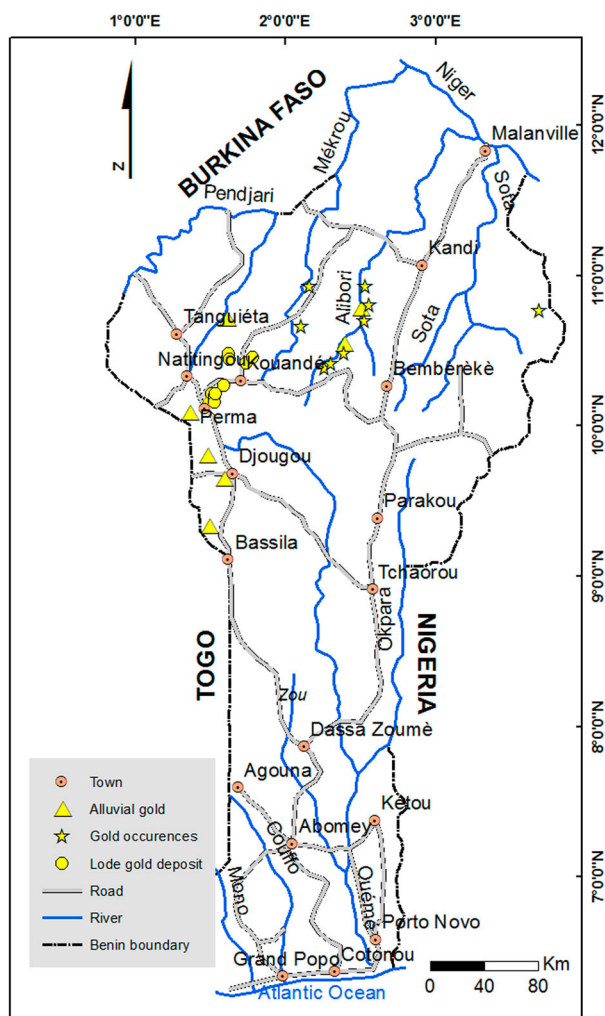 1°0'0"E
2°0'0"E
3°0'0"E
Niger
Malanville
12°0'0"N
BURKINA FASO
Mékrou
z
Pendjari
Sota
Kandi
11°0'0"N
Alibori
Sota
Tanguiéta
Natitingou
Kouandé
Bembèrèkè
Perma
10°0'0"N
Djougou
Parakou
Bassila
Tchaorou
9°0'0"N
Okpara
NIGERIA
TOGO
Zou
Dassa Zoumè
8°0'0"N
Town
Alluvial gold
Gold occurences
Lode gold deposit
Road
River
Benin boundary
Agouna
Kétou
Abomey
Couffo
7°0'0"N
Mono
Ouémé
Porto Novo
Grand Popo
Cotonou
Atlantic Ocean
Km
0 40 80